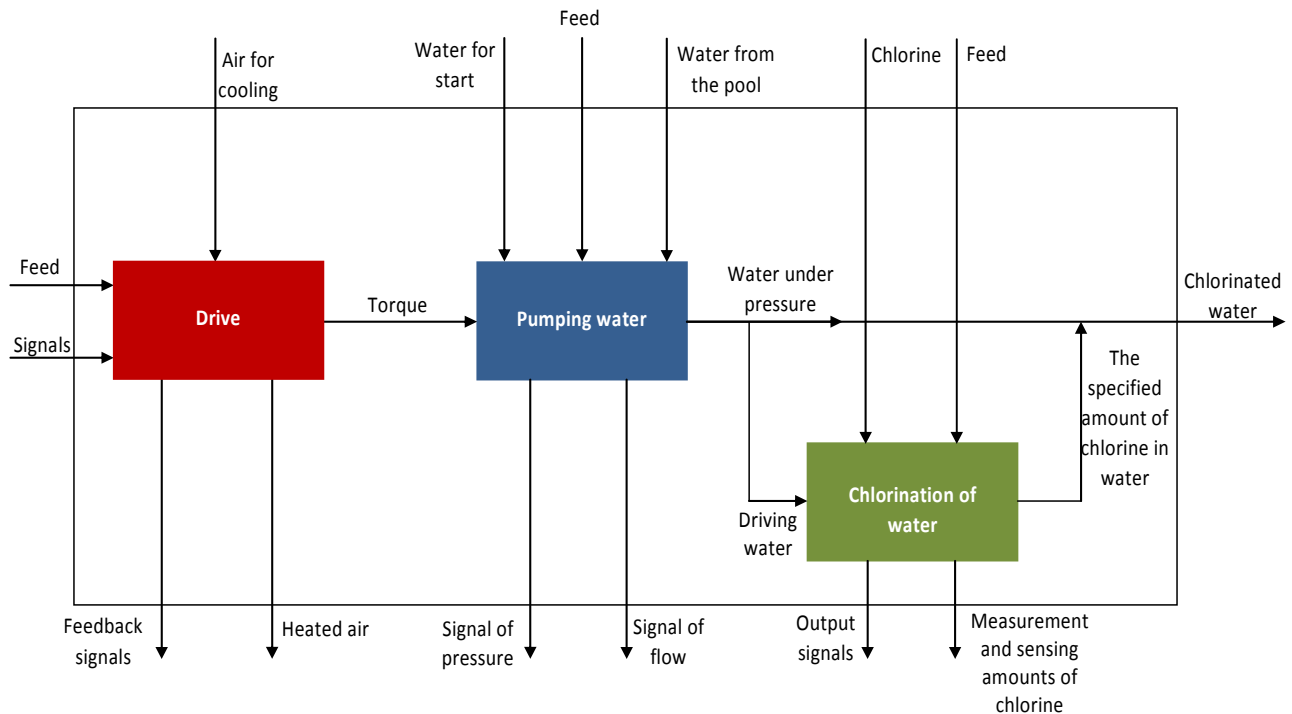 Feed
Air for
cooling
Water for
start
Water from
the pool
Chlorine
Feed
Feed
Signals
Drive
Torque
Pumping water
Water under
pressure
Chlorinated
water
The
specified
amount of
chlorine in
water
Driving
water
Chlorination of
water
Feedback
signals
Heated air
Signal of
pressure
Signal of
flow
Output
signals
Measurement
and sensing
amounts of
chlorine